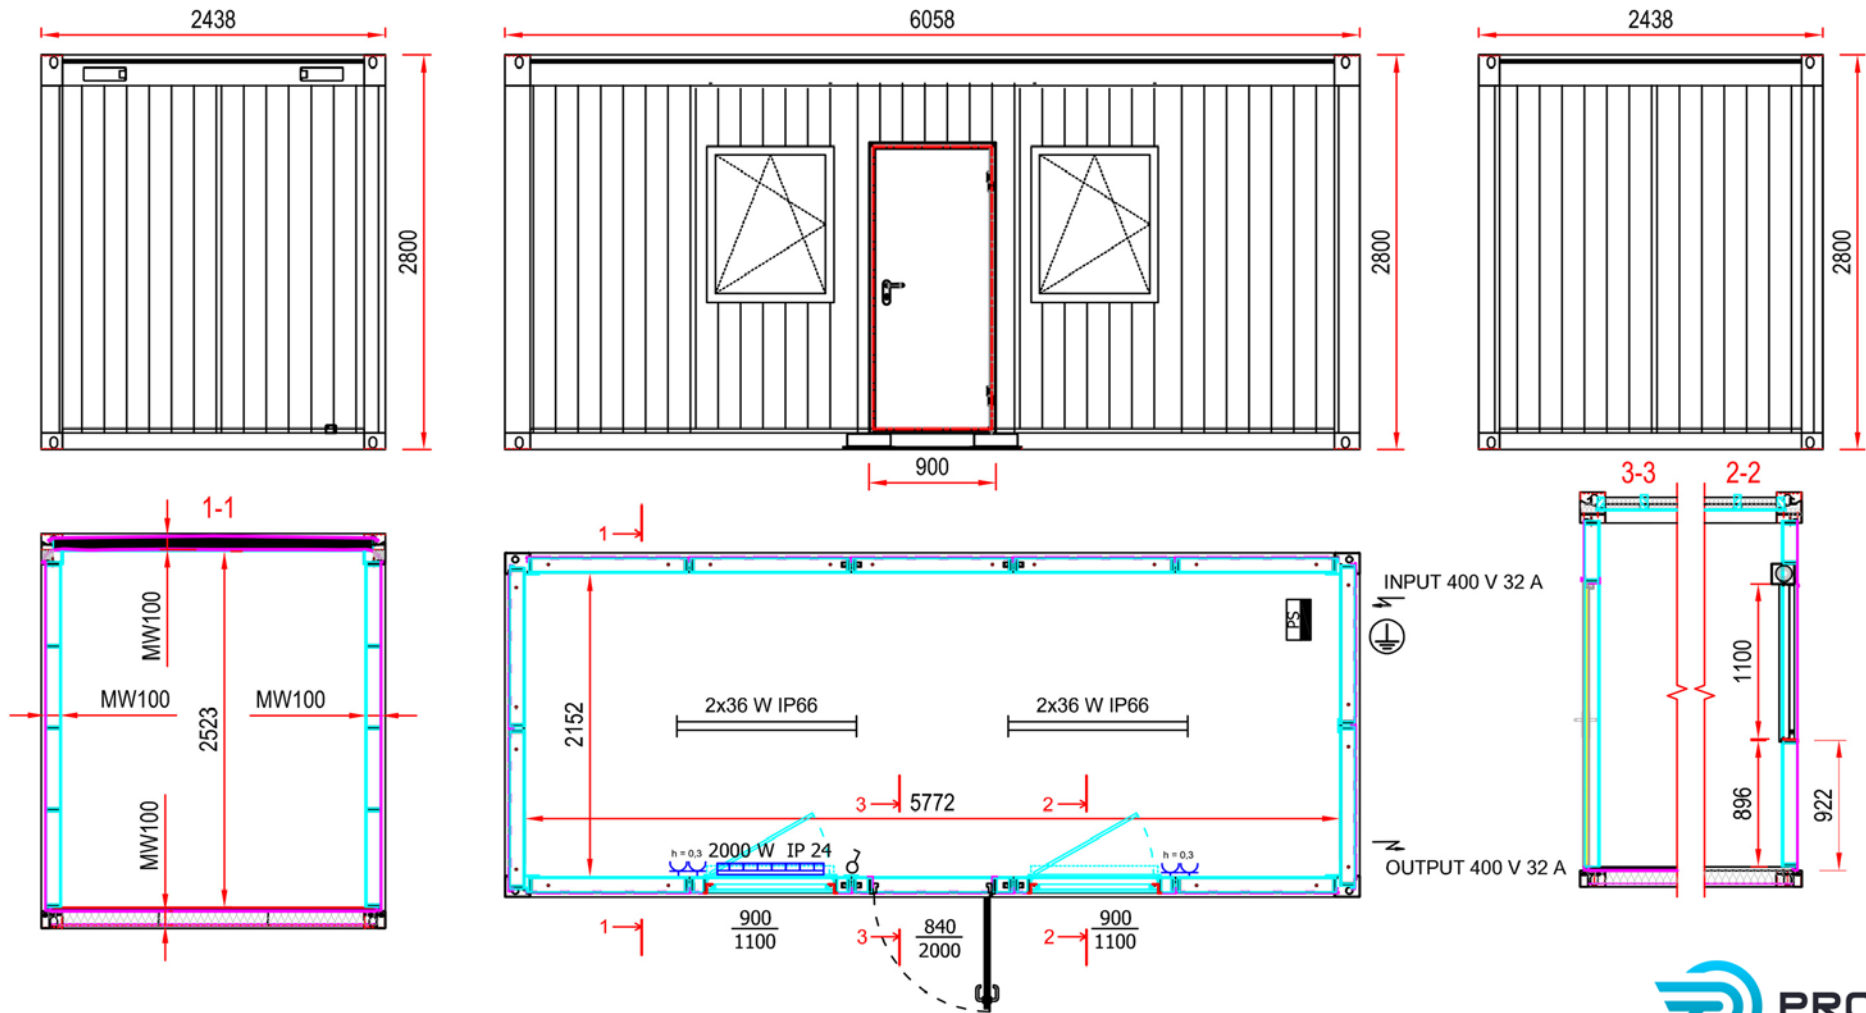 2438
6058
2438
2800
2800
2800
900
1-1
3-3
2-2
1
INPUT 400 V 32 A
MW100
PS
1100
MW100
MW100
2523
2152
2x36 W IP66
2x36 W IP66
3
5772
2
MW100
896
922
h = 0,3
2000 W IP 24
h = 0,3
OUTPUT 400 V 32 A
1
900
1100
3
840
2000
2
900
1100
PRO